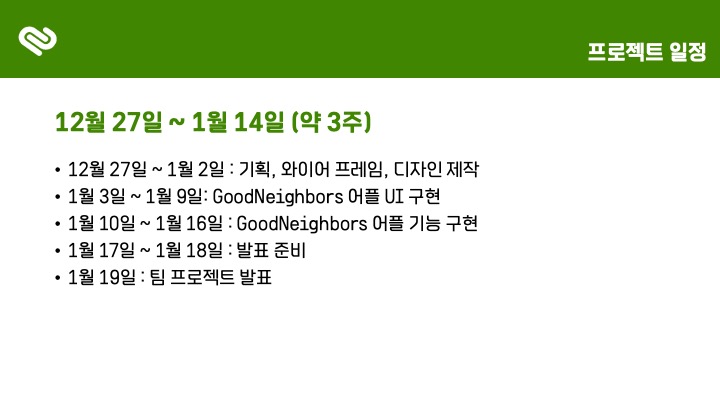 프로젝트 일정
12월 27일 ~ 1월 14일 (약 3주)
• 12월 27일 ~ 1월 2일 : 기획, 와이어 프레임, 디자인 제작
• 1월 3일 ~ 1월 9일: GoodNeighbors 어플 UI 구현
• 1월 10일 ~ 1월 16일 : GoodNeighbors 어플 기능 구현
• 1월 17일 ~ 1월 18일 : 발표 준비
• 1월 19일 : 팀 프로젝트 발표